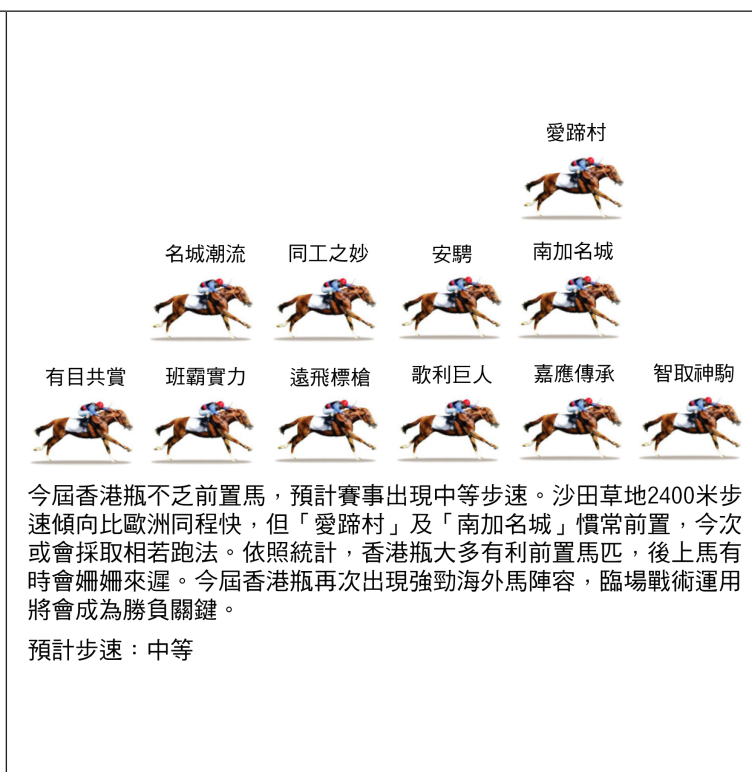 愛蹄村
名城潮流 同工之妙 安騁 南加名城
有目共賞 班霸實力 遠飛標槍 歌利巨人 嘉應傳承 智取神駒
今屆香港瓶不乏前置馬，預計賽事出現中等步速。沙田草地2400米步
速傾向比歐洲同程快，但「愛蹄村」及「南加名城」慣常前置，今次
或會採取相若跑法。依照統計，香港瓶大多有利前置馬匹，後上馬有
時會姍姍來遲。今屆香港瓶再次出現強勁海外馬陣容，臨場戰術運用
將會成為勝負關鍵。
預計步速：中等